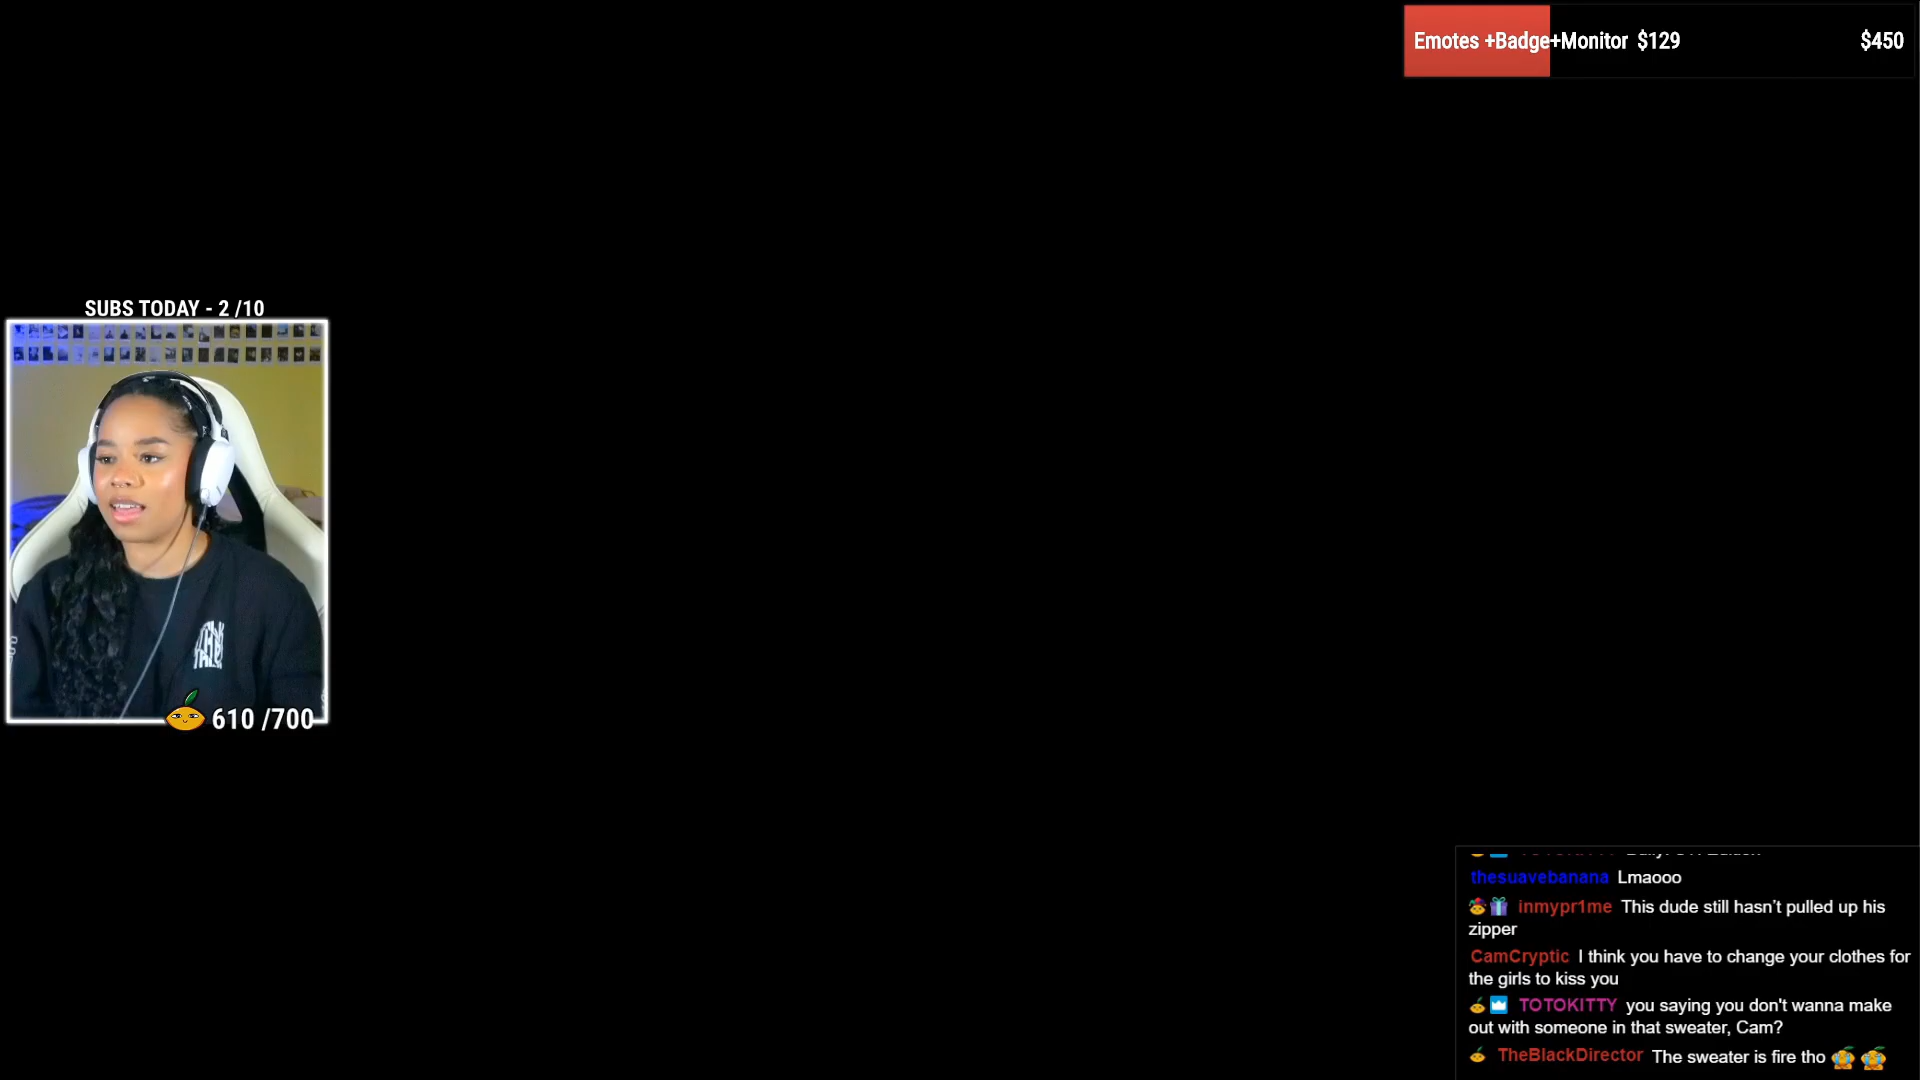 Emotes +Badge+Monitor $129 $450
SUBS TODAY - 2 /10
610 /700
thesuavebanana Lmaooo
inmypr1me This dude still hasn't pulled up his
zipper
CamCryptic I think you have to change your clothes for
the girls to kiss you
TOTOKITTY you saying you don't wanna make
out with someone in that sweater, Cam?
TheBlackDirector The sweater is fire tho